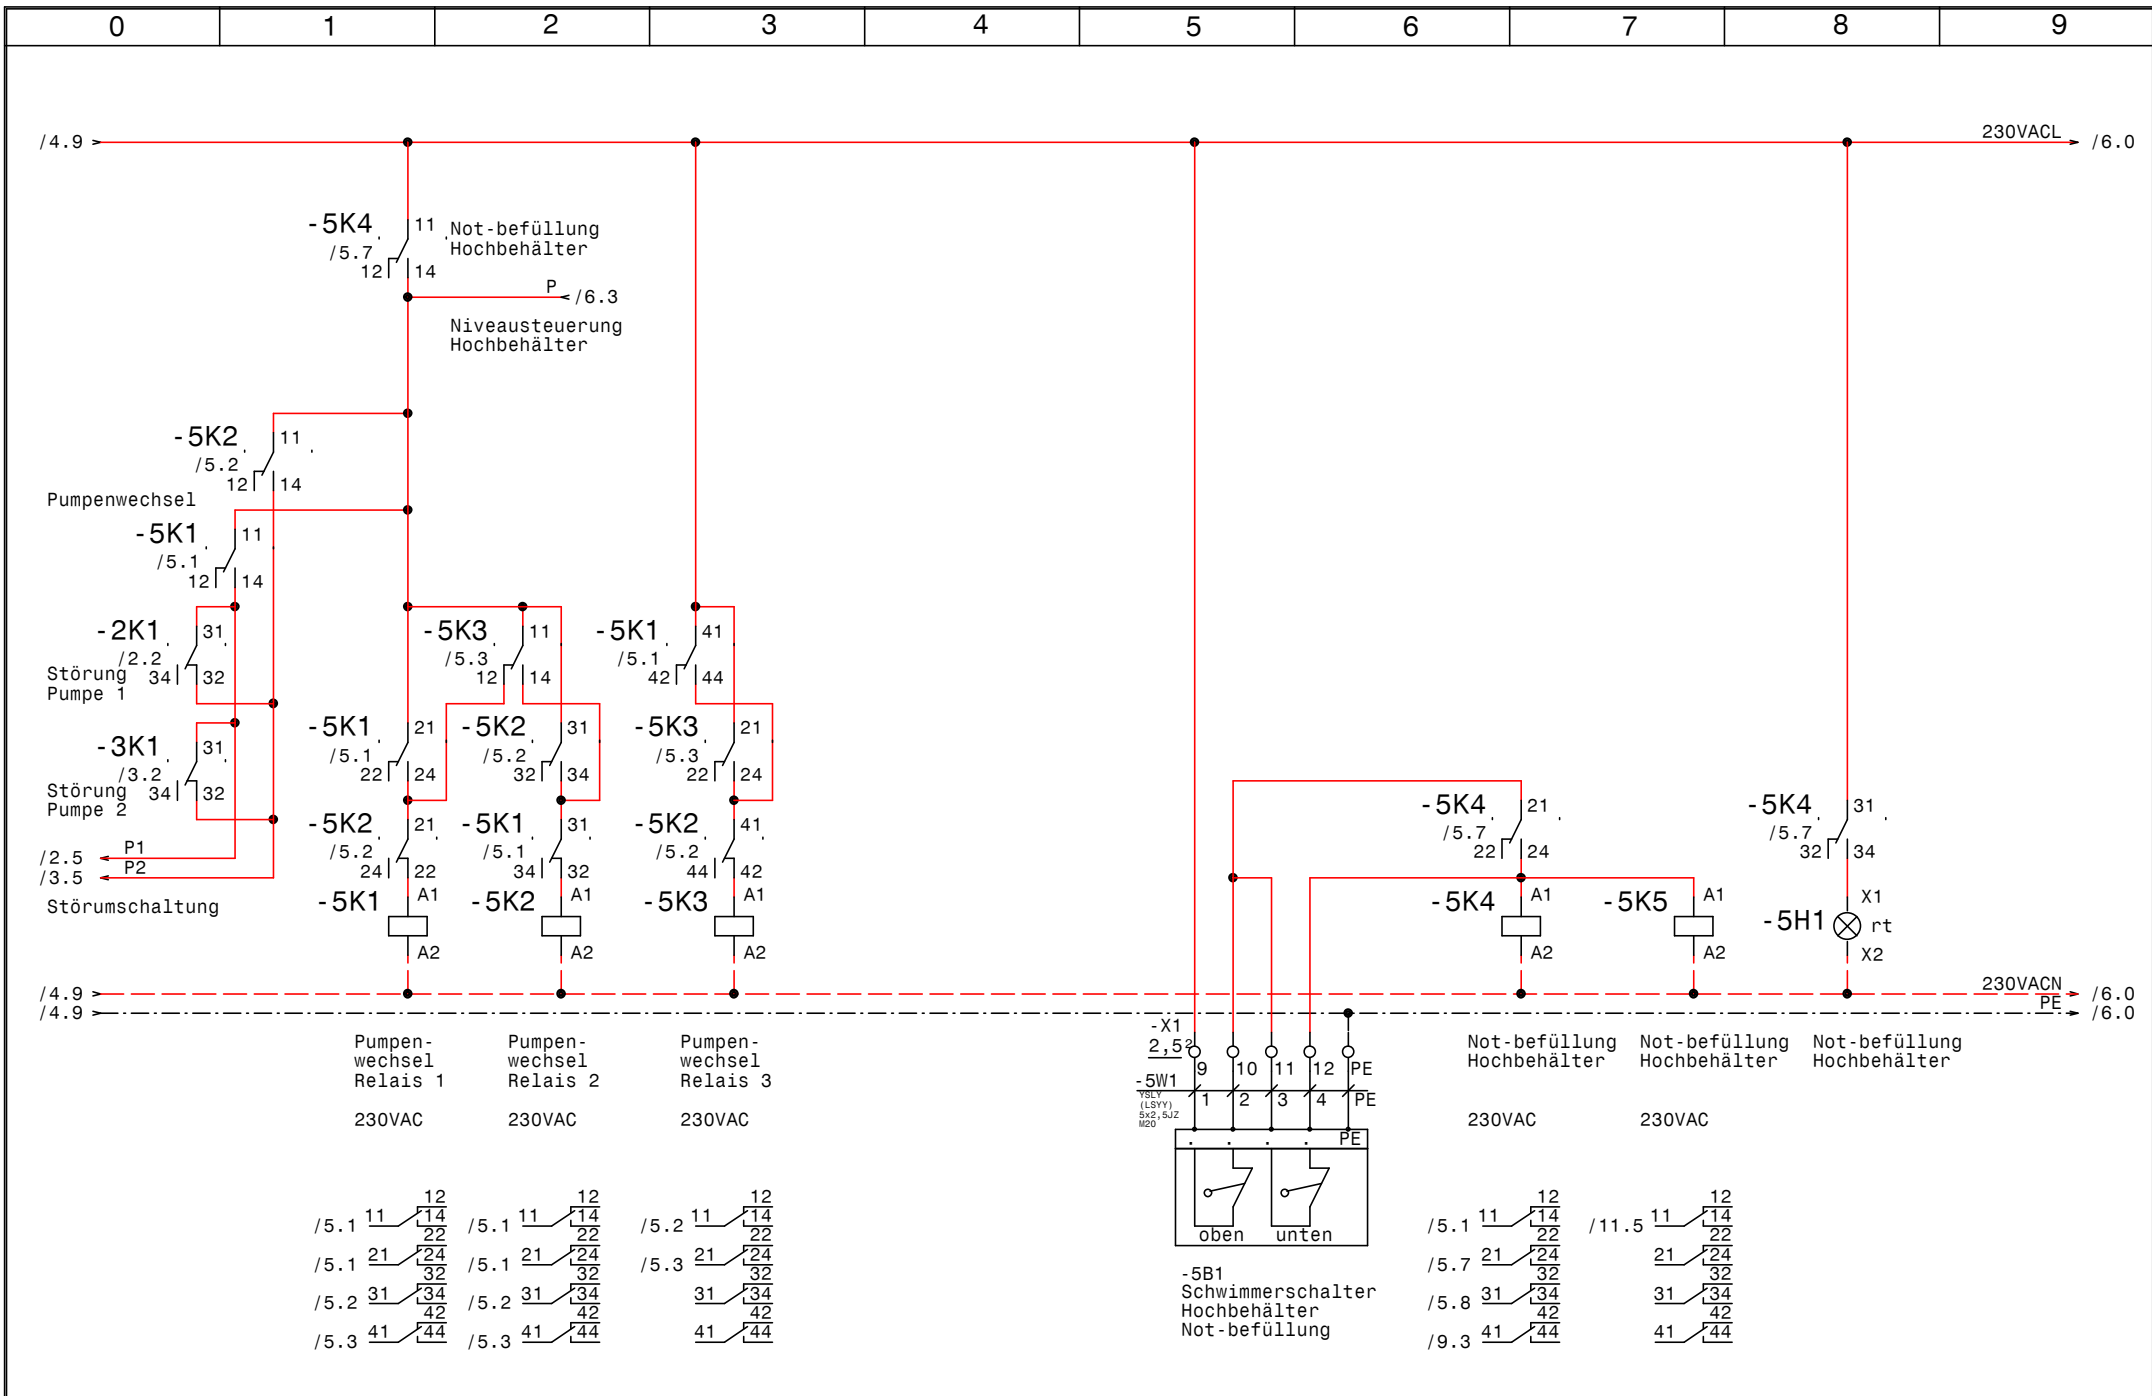 0 1 2 3 4 5 6 7 8 9
/4.9 230VACL /6.0
-5K4 11 Not-befüllung
/5.7 Hochbehälter
12 14
P /6.3
Niveausteuerung
Hochbehälter
-5K2 11
/5.2
12 14
Pumpenwechsel
-5K1 11
/5.1
12 14
-2K1 31 -5K3 11 -5K1 41
/2.2 /5.3 /5.1
Störung 34 32 12 14 42 44
Pumpe 1
-5K1 21 -5K2 31 -5K3 21
-3K1 31 /5.1 /5.2 /5.3
/3.2 22 24 32 34 22 24
Störung 34 32
Pumpe 2
-5K4 21 -5K4 31
-5K2 21 -5K1 31 -5K2 41 /5.7 /5.7
/5.2 /5.1 /5.2 22 24 32 34
P1
/2.5
P2
/3.5 24 22 34 32 44 42
Störumschaltung
-5K1 A1 -5K2 A1 -5K3 A1 -5K4 A1 -5K5 A1 X1
-5H1 rt
A2 A2 A2 A2 A2 X2
/4.9 230VACN /6.0
/4.9 PE /6.0
Pumpen-
wechsel
Relais 1
230VAC
Pumpen-
wechsel
Relais 2
230VAC
Pumpen-
wechsel
Relais 3
230VAC
-X1
2,5²
9 10 11 12 PE
-5W1
YSLY
(LSYY)
5x2,5JZ
M20
1 2 3 4 PE
. . . . PE
oben unten
-5B1
Schwimmerschalter
Hochbehälter
Not-befüllung
Not-befüllung
Hochbehälter
230VAC
Not-befüllung
Hochbehälter
230VAC
Not-befüllung
Hochbehälter
12 12 12 12 12
/5.1 11 14 /5.1 11 14 /5.2 11 14 /5.1 11 14 /11.5 11 14
22 22 22 22 22
/5.1 21 24 /5.1 21 24 /5.3 21 24 /5.7 21 24 21 24
32 32 32 32 32
/5.2 31 34 /5.2 31 34 31 34 /5.8 31 34 31 34
42 42 42 42 42
/5.3 41 44 /5.3 41 44 41 44 /9.3 41 44 41 44